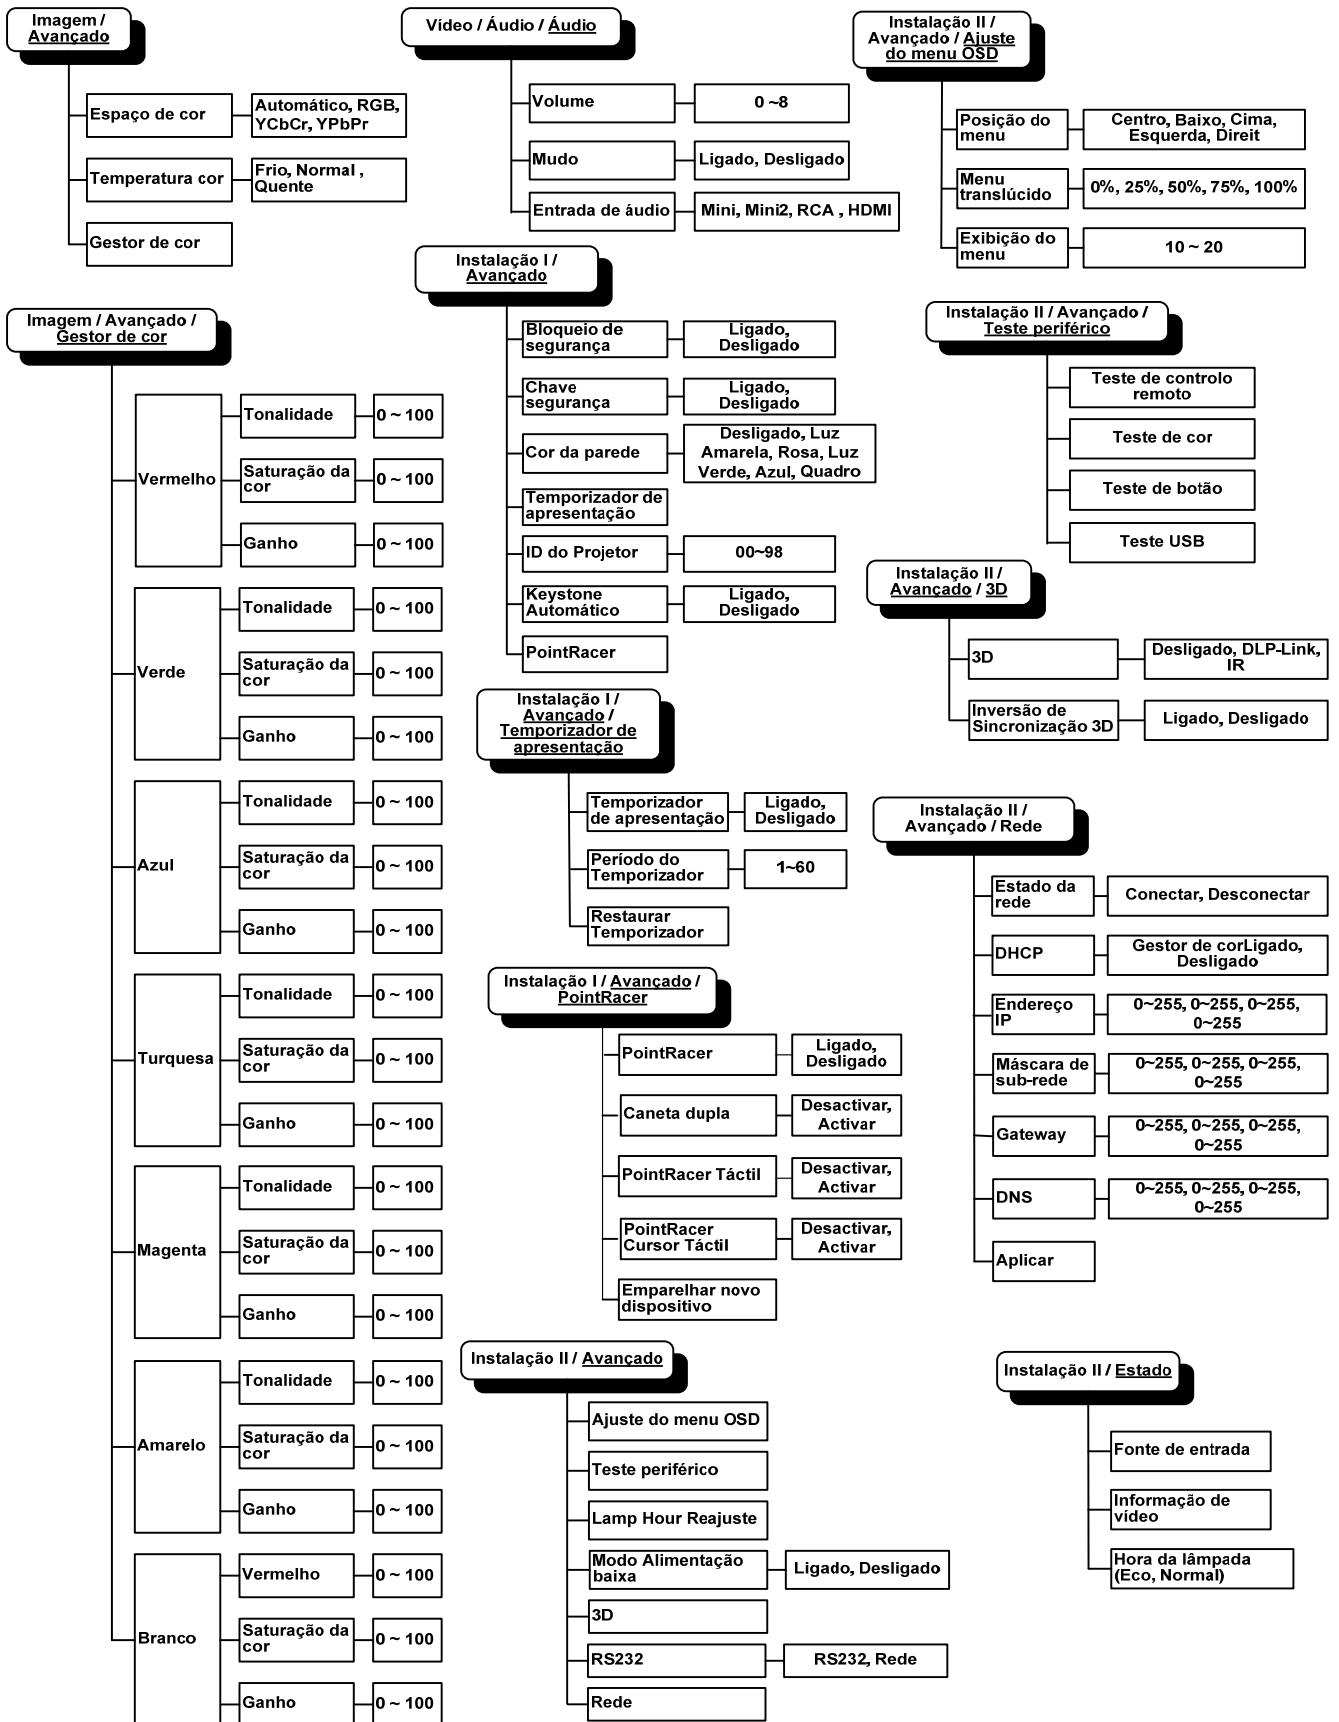 Imagem /
Avançado
Espaço de cor
Automático, RGB,
YCbCr, YPbPr
Temperatura cor
Frio, Normal ,
Quente
Gestor de cor
Imagem / Avançado /
Gestor de cor
Vermelho
Tonalidade
0 ~ 100
Saturação da
cor
0 ~ 100
Ganho
0 ~ 100
Verde
Tonalidade
0 ~ 100
Saturação da
cor
0 ~ 100
Ganho
0 ~ 100
Azul
Tonalidade
0 ~ 100
Saturação da
cor
0 ~ 100
Ganho
0 ~ 100
Turquesa
Tonalidade
0 ~ 100
Saturação da
cor
0 ~ 100
Ganho
0 ~ 100
Magenta
Tonalidade
0 ~ 100
Saturação da
cor
0 ~ 100
Ganho
0 ~ 100
Amarelo
Tonalidade
0 ~ 100
Saturação da
cor
0 ~ 100
Ganho
0 ~ 100
Branco
Vermelho
0 ~ 100
Saturação da
cor
0 ~ 100
Ganho
0 ~ 100
Vídeo / Áudio / Áudio
Volume
0 ~8
Mudo
Ligado, Desligado
Entrada de áudio
Mini, Mini2, RCA , HDMI
Instalação I /
Avançado
Bloqueio de
segurança
Ligado,
Desligado
Chave
segurança
Ligado,
Desligado
Cor da parede
Desligado, Luz
Amarela, Rosa, Luz
Verde, Azul, Quadro
Temporizador de
apresentação
ID do Projetor
00~98
Keystone
Automático
Ligado,
Desligado
PointRacer
Instalação I /
Avançado /
Temporizador de
apresentação
Temporizador
de apresentação
Ligado,
Desligado
Período do
Temporizador
1~60
Restaurar
Temporizador
Instalação I / Avançado /
PointRacer
PointRacer
Ligado,
Desligado
Caneta dupla
Desactivar,
Activar
PointRacer Táctil
Desactivar,
Activar
PointRacer
Cursor Táctil
Desactivar,
Activar
Emparelhar novo
dispositivo
Instalação II / Avançado
Ajuste do menu OSD
Teste periférico
Lamp Hour Reajuste
Modo Alimentação
baixa
Ligado, Desligado
3D
RS232
RS232, Rede
Rede
Instalação II /
Avançado / Ajuste
do menu OSD
Posição do
menu
Centro, Baixo, Cima,
Esquerda, Direit
Menu
translúcido
0%, 25%, 50%, 75%, 100%
Exibição do
menu
10 ~ 20
Instalação II / Avançado /
Teste periférico
Teste de controlo
remoto
Teste de cor
Teste de botão
Teste USB
Instalação II /
Avançado / 3D
3D
Desligado, DLP-Link,
IR
Inversão de
Sincronização 3D
Ligado, Desligado
Instalação II /
Avançado / Rede
Estado da
rede
Conectar, Desconectar
DHCP
Gestor de corLigado,
Desligado
Endereço
IP
0~255, 0~255, 0~255,
0~255
Máscara de
sub-rede
0~255, 0~255, 0~255,
0~255
Gateway
0~255, 0~255, 0~255,
0~255
DNS
0~255, 0~255, 0~255,
0~255
Aplicar
Instalação II / Estado
Fonte de entrada
Informação de
vídeo
Hora da lâmpada
(Eco, Normal)